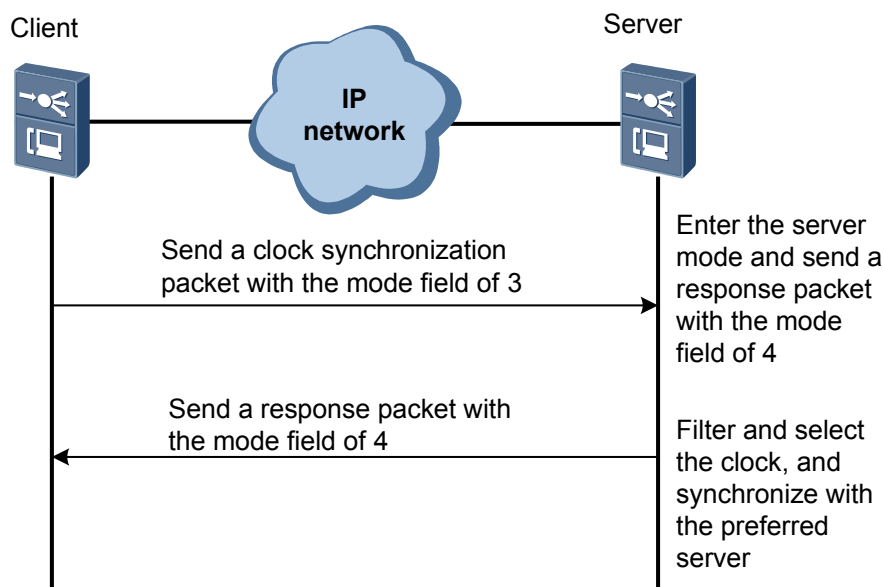 Client
Server
IP
network
Send a clock synchronization
packet with the mode field of 3
Enter the server
mode and send a
response packet
with the mode
field of 4
Send a response packet with
the mode field of 4
Filter and select
the clock, and
synchronize with
the preferred
server